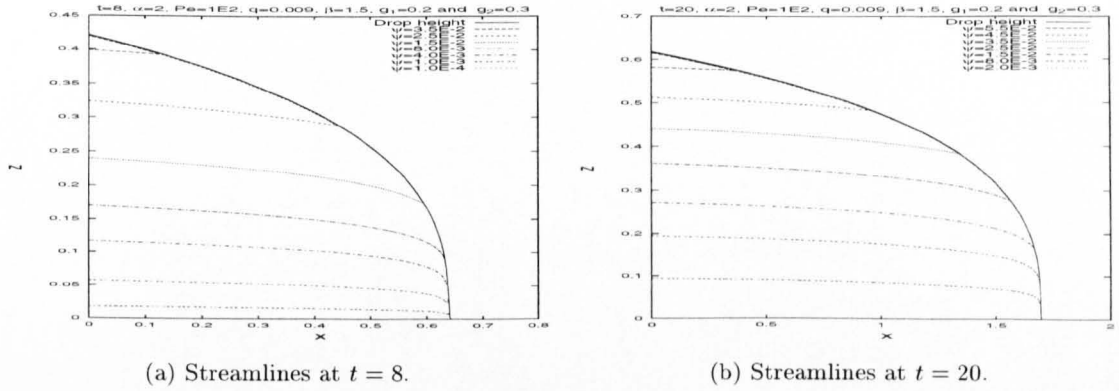 t=8, α=2, Pe=1E2, q=0.009, β=1.5, g₁=0.2 and g₂=0.3
Drop height
0.45
0.4
0.35
0.3
0.25
0.2
0.15
0.1
0.05
0
z
0 0.1 0.2 0.3 0.4 0.5 0.6 0.7 0.8
x
(a) Streamlines at t = 8.
t=20, α=2, Pe=1E2, q=0.009, β=1.5, g₁=0.2 and g₂=0.3
Drop height
0.7
0.6
0.5
0.4
0.3
0.2
0.1
0
z
0 0.5 1 1.5 2
x
(b) Streamlines at t = 20.